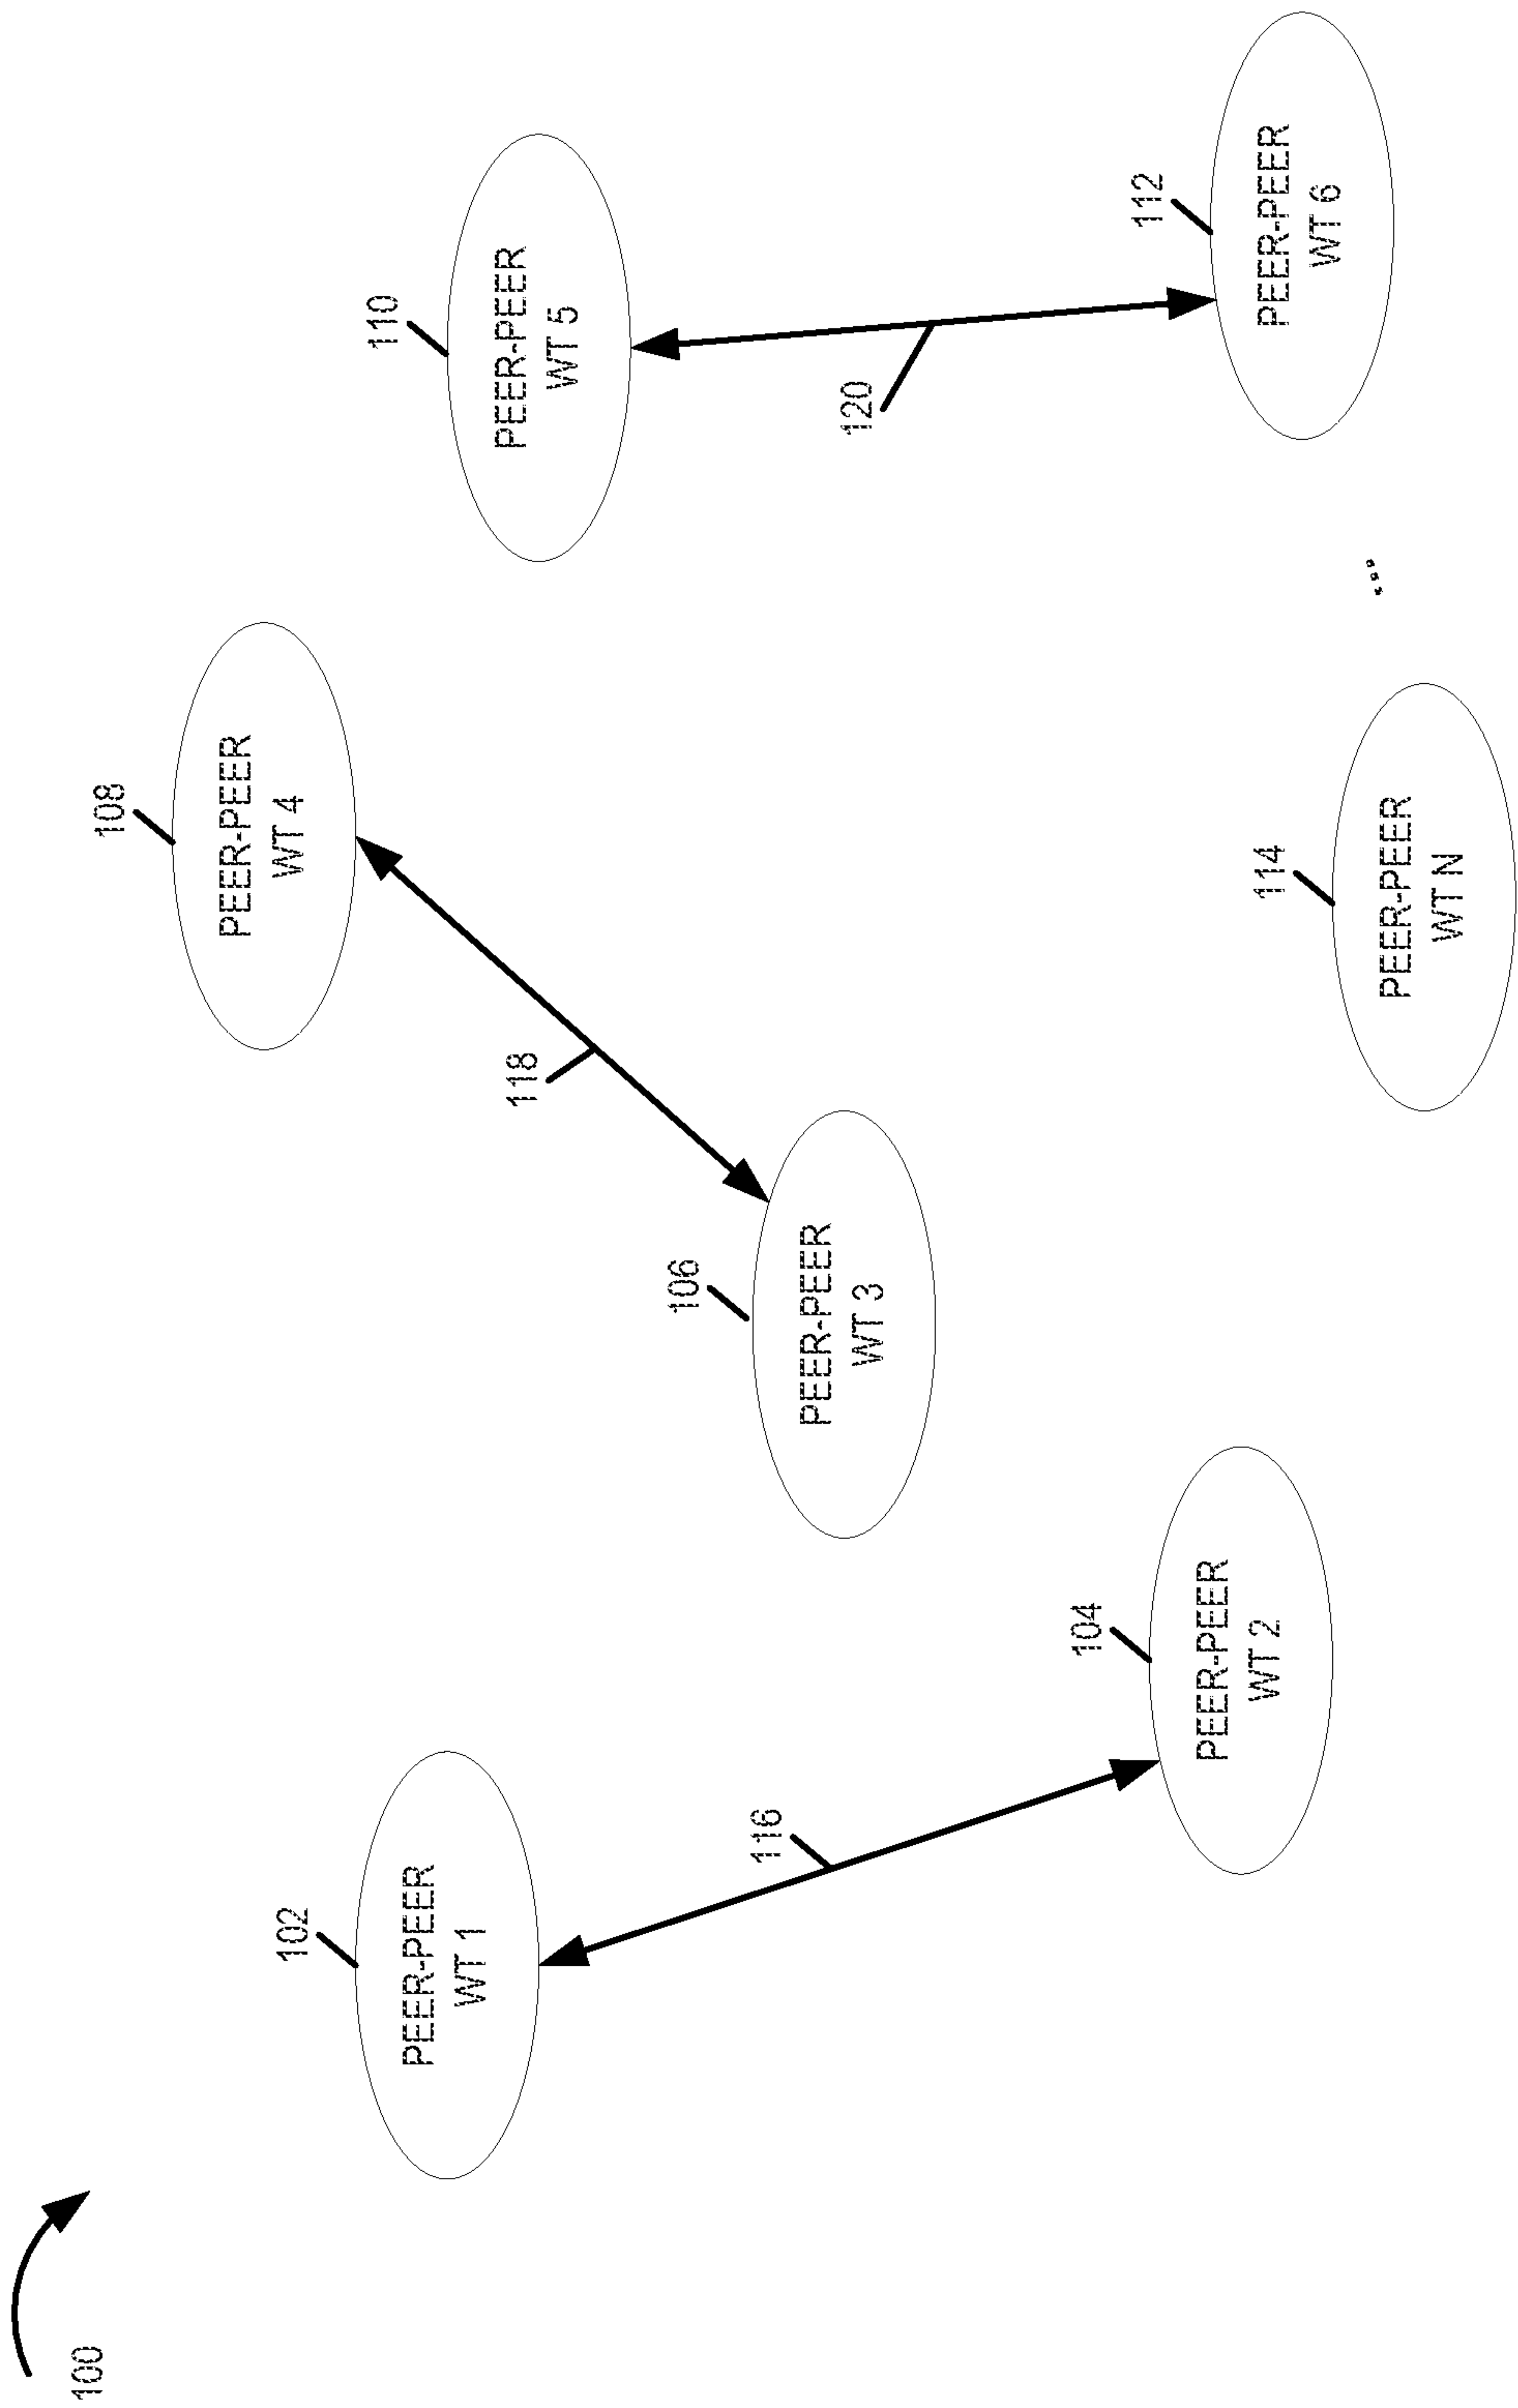 100
102
PEER-PEER
WT 1
116
104
PEER-PEER
WT 2
106
PEER-PEER
WT 3
118
108
PEER-PEER
WT 4
110
PEER-PEER
WT 5
120
112
PEER-PEER
WT 6
...
114
PEER-PEER
WT N